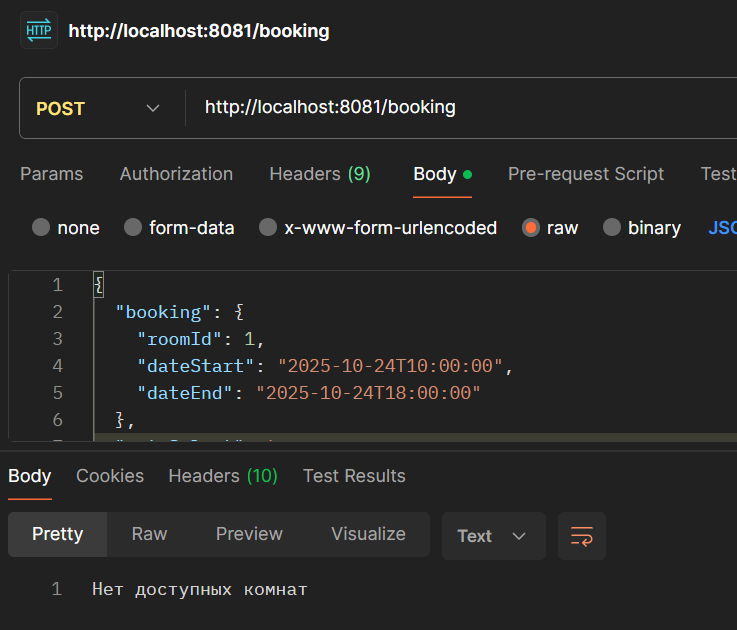 HTTP http://localhost:8081/booking
POST http://localhost:8081/booking
Params Authorization Headers (9) Body Pre-request Script Test
none form-data x-www-form-urlencoded raw binary JSO
1 {
2 "booking": {
3 "roomId": 1,
4 "dateStart": "2025-10-24T10:00:00",
5 "dateEnd": "2025-10-24T18:00:00"
6 },
Body Cookies Headers (10) Test Results
Pretty Raw Preview Visualize Text
1 Нет доступных комнат